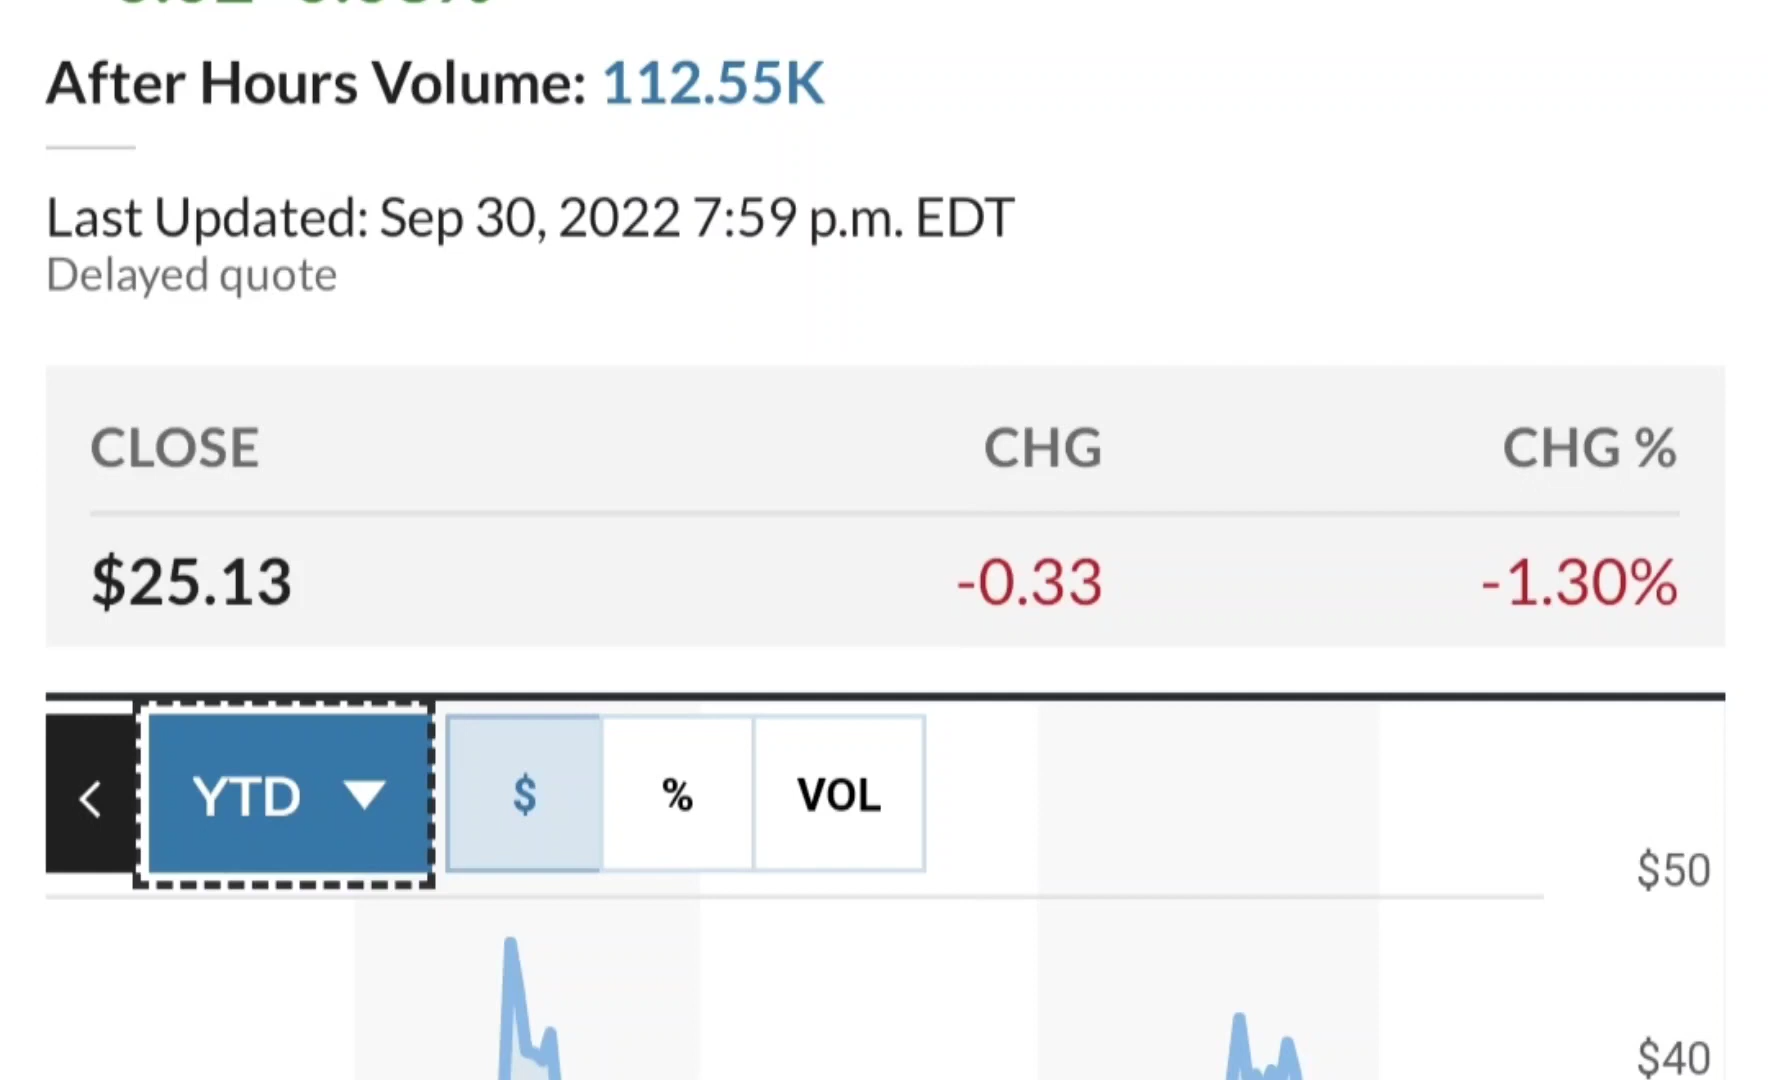 After Hours Volume: 112.55K
Last Updated: Sep 30, 2022 7:59 p.m. EDT
Delayed quote
CLOSE CHG CHG %
$25.13 -0.33 -1.30%
YTD $ % VOL
$50
$40